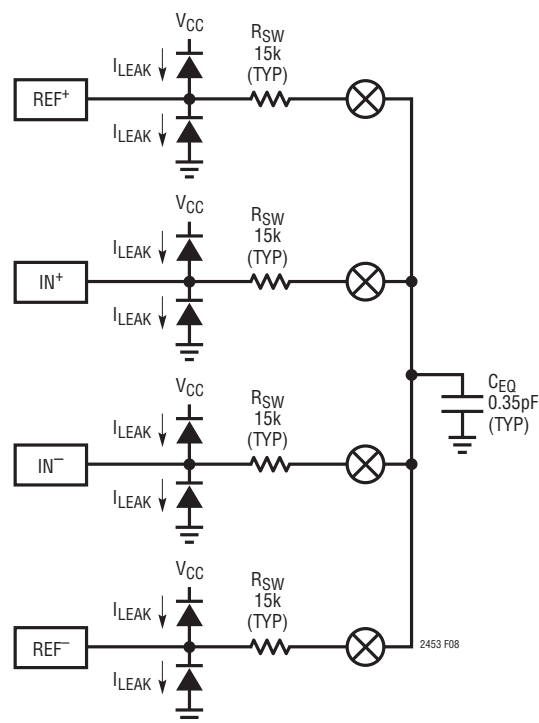 VCC
ILEAK
RSW
15k
(TYP)
REF+
ILEAK
VCC
ILEAK
RSW
15k
(TYP)
IN+
ILEAK
VCC
ILEAK
RSW
15k
(TYP)
IN−
ILEAK
CEQ
0.35pF
(TYP)
VCC
ILEAK
RSW
15k
(TYP)
REF−
ILEAK
2453 F08